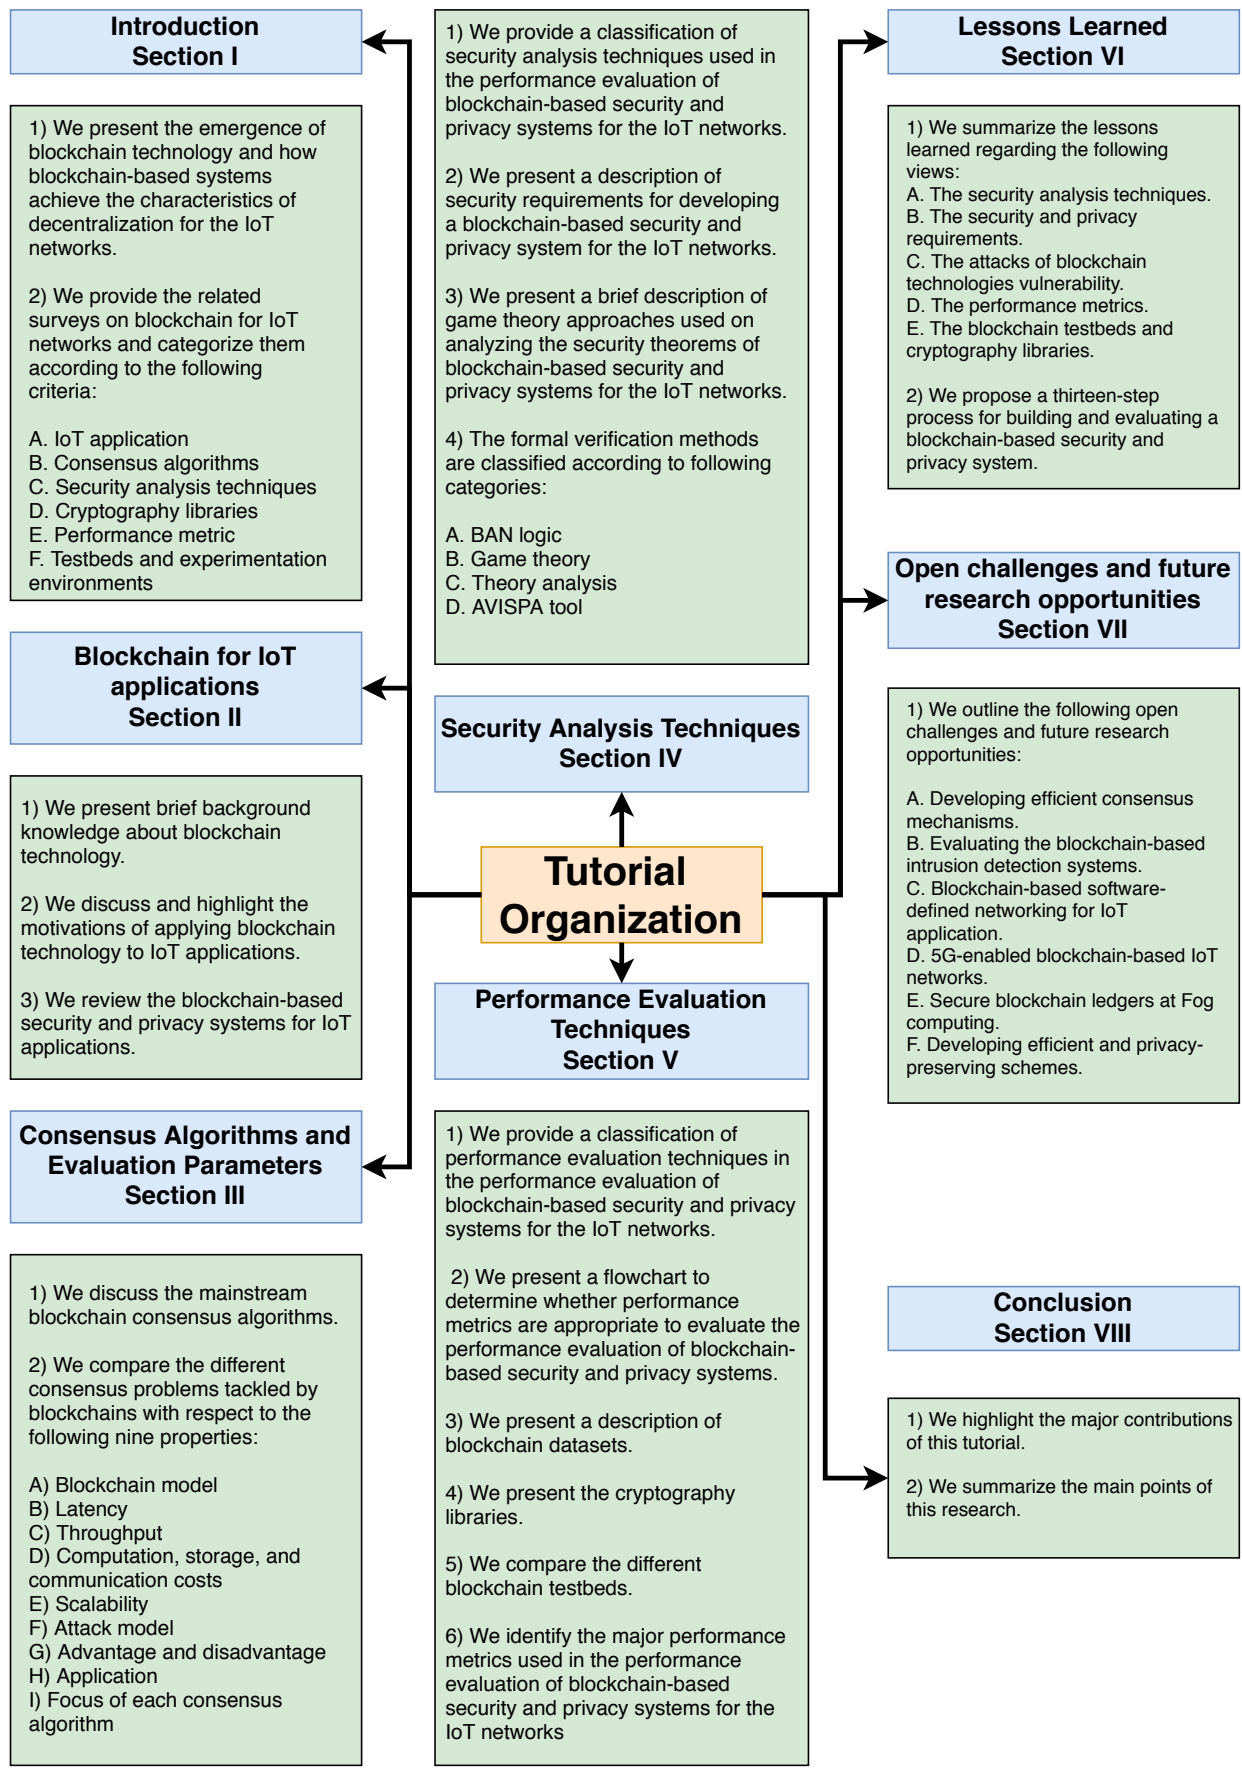 Introduction
Section I
1) We present the emergence of
blockchain technology and how
blockchain-based systems
achieve the characteristics of
decentralization for the IoT
networks.
2) We provide the related
surveys on blockchain for IoT
networks and categorize them
according to the following
criteria:
A. IoT application
B. Consensus algorithms
C. Security analysis techniques
D. Cryptography libraries
E. Performance metric
F. Testbeds and experimentation
environments
Blockchain for IoT
applications
Section II
1) We present brief background
knowledge about blockchain
technology.
2) We discuss and highlight the
motivations of applying blockchain
technology to IoT applications.
3) We review the blockchain-based
security and privacy systems for IoT
applications.
Consensus Algorithms and
Evaluation Parameters
Section III
1) We discuss the mainstream
blockchain consensus algorithms.
2) We compare the different
consensus problems tackled by
blockchains with respect to the
following nine properties:
A) Blockchain model
B) Latency
C) Throughput
D) Computation, storage, and
communication costs
E) Scalability
F) Attack model
G) Advantage and disadvantage
H) Application
I) Focus of each consensus
algorithm
1) We provide a classification of
security analysis techniques used in
the performance evaluation of
blockchain-based security and
privacy systems for the IoT networks.
2) We present a description of
security requirements for developing
a blockchain-based security and
privacy system for the IoT networks.
3) We present a brief description of
game theory approaches used on
analyzing the security theorems of
blockchain-based security and
privacy systems for the IoT networks.
4) The formal verification methods
are classified according to following
categories:
A. BAN logic
B. Game theory
C. Theory analysis
D. AVISPA tool
Security Analysis Techniques
Section IV
Tutorial
Organization
Performance Evaluation
Techniques
Section V
1) We provide a classification of
performance evaluation techniques in
the performance evaluation of
blockchain-based security and privacy
systems for the IoT networks.
2) We present a flowchart to
determine whether performance
metrics are appropriate to evaluate the
performance evaluation of blockchain-
based security and privacy systems.
3) We present a description of
blockchain datasets.
4) We present the cryptography
libraries.
5) We compare the different
blockchain testbeds.
6) We identify the major performance
metrics used in the performance
evaluation of blockchain-based
security and privacy systems for the
IoT networks
Lessons Learned
Section VI
1) We summarize the lessons
learned regarding the following
views:
A. The security analysis techniques.
B. The security and privacy
requirements.
C. The attacks of blockchain
technologies vulnerability.
D. The performance metrics.
E. The blockchain testbeds and
cryptography libraries.
2) We propose a thirteen-step
process for building and evaluating a
blockchain-based security and
privacy system.
Open challenges and future
research opportunities
Section VII
1) We outline the following open
challenges and future research
opportunities:
A. Developing efficient consensus
mechanisms.
B. Evaluating the blockchain-based
intrusion detection systems.
C. Blockchain-based software-
defined networking for IoT
application.
D. 5G-enabled blockchain-based IoT
networks.
E. Secure blockchain ledgers at Fog
computing.
F. Developing efficient and privacy-
preserving schemes.
Conclusion
Section VIII
1) We highlight the major contributions
of this tutorial.
2) We summarize the main points of
this research.